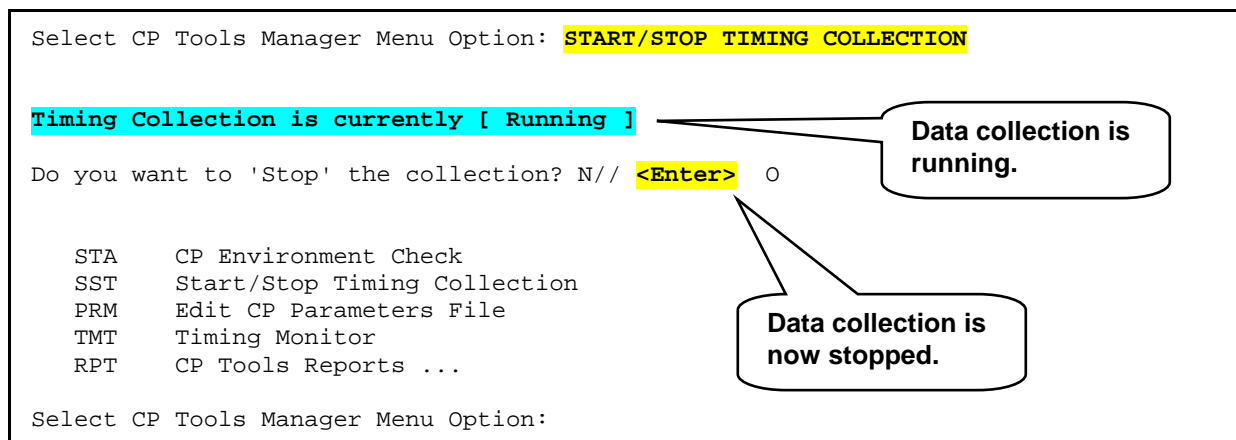 Select CP Tools Manager Menu Option: START/STOP TIMING COLLECTION
Timing Collection is currently [ Running ]
Data collection is
running.
Do you want to 'Stop' the collection? N// <Enter>  O
STA CP Environment Check
SST Start/Stop Timing Collection
PRM Edit CP Parameters File
TMT Timing Monitor
RPT CP Tools Reports ...
Data collection is
now stopped.
Select CP Tools Manager Menu Option: